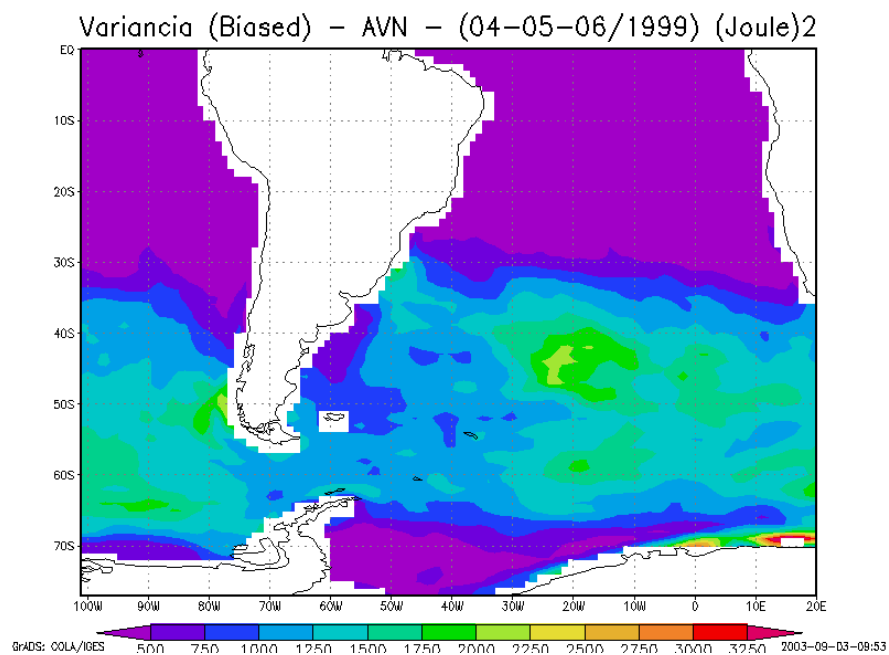 Variancia (Biased) - AVN - (04-05-06/1999) (Joule)2
EQ
10S
20S
30S
40S
50S
60S
70S
100W 90W 80W 70W 60W 50W 40W 30W 20W 10W 0 10E 20E
500 750 1000 1250 1500 1750 2000 2250 2500 2750 3000 3250
GrADS: COLA/IGES 2003-09-03-09:53